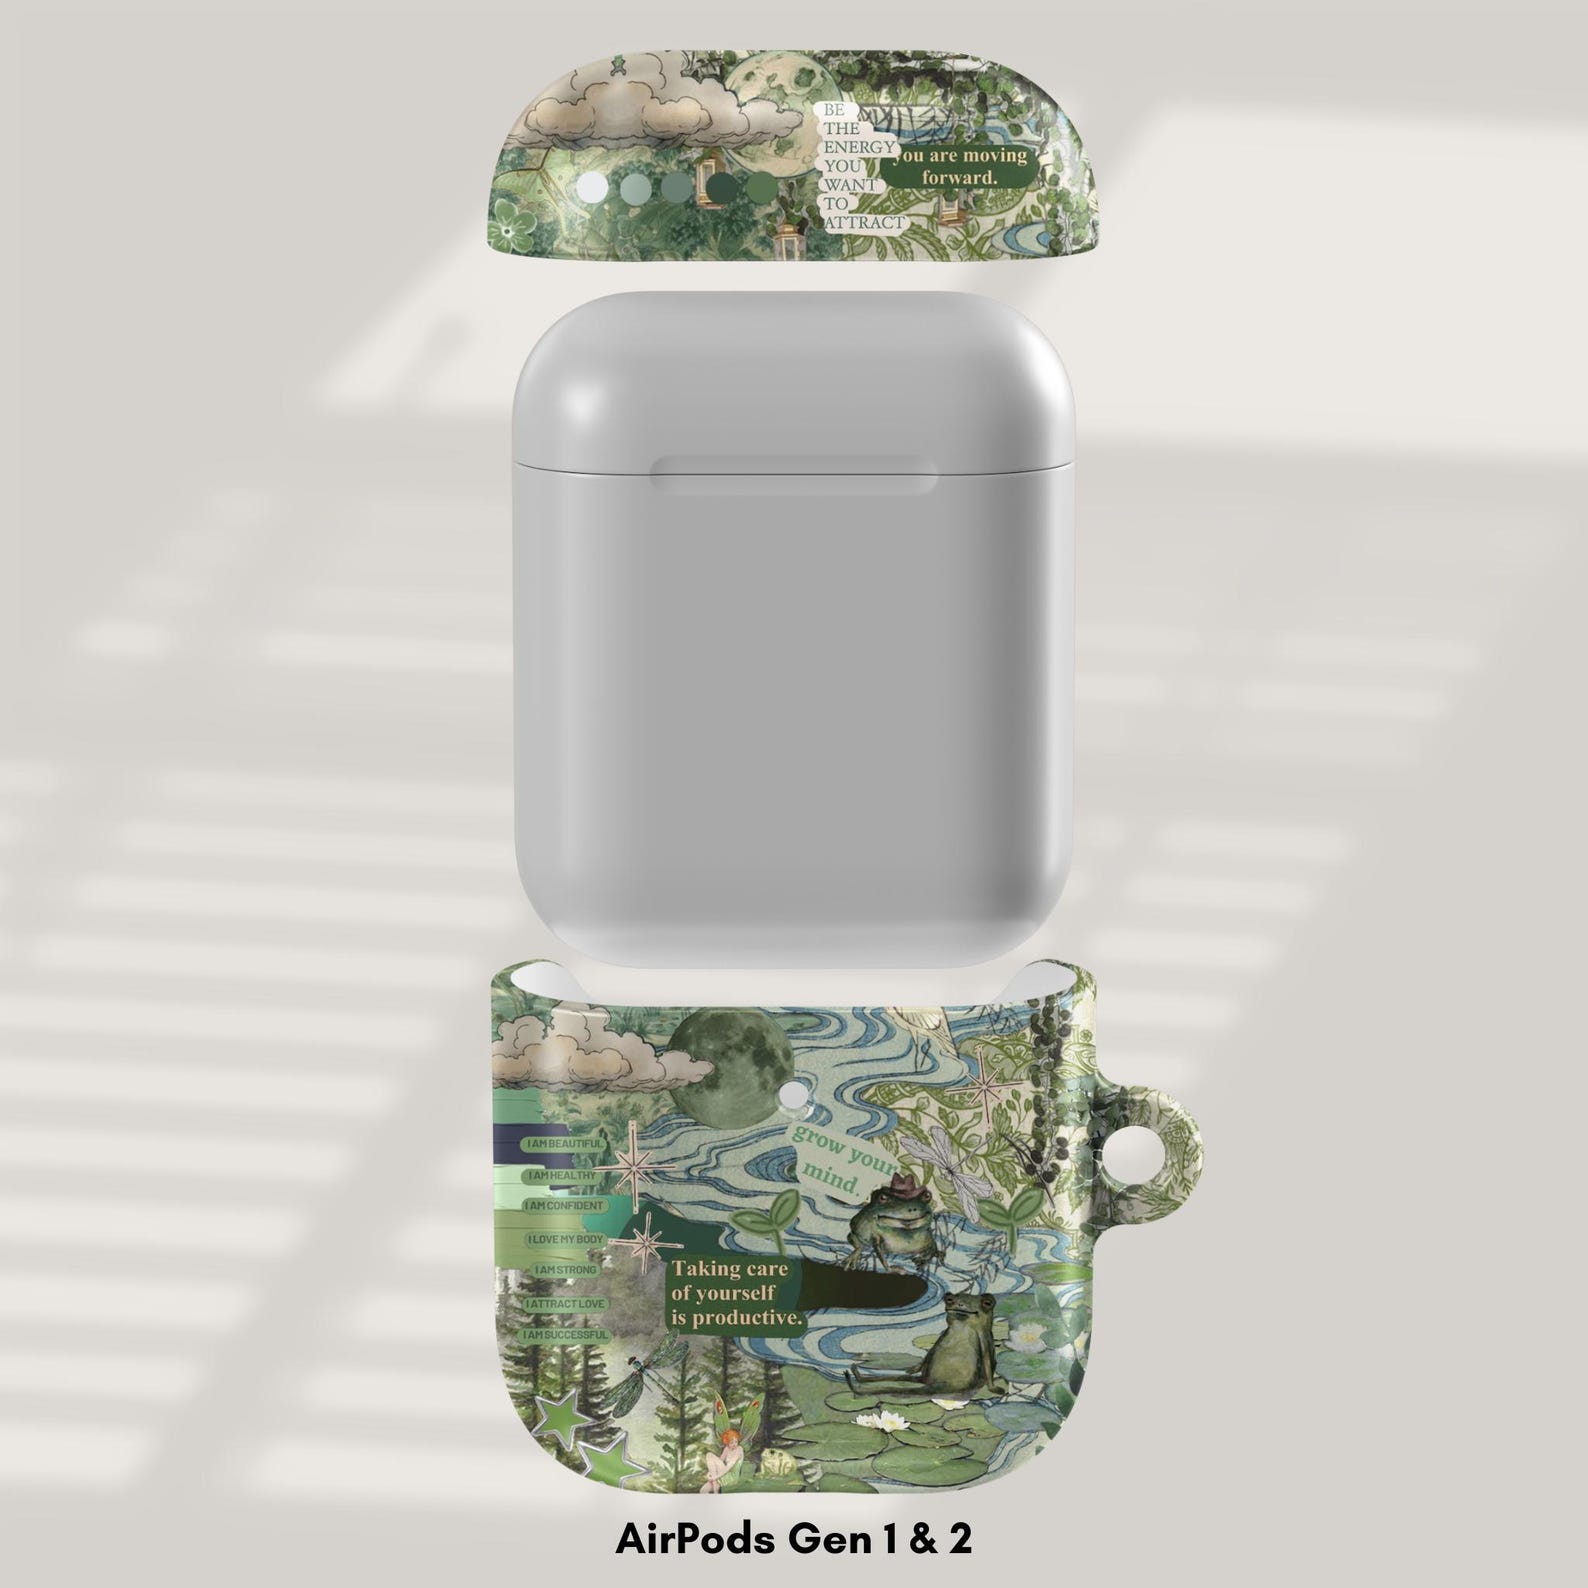 BE
THE
ENERGY
YOU
WANT
TO
ATTRACT
you are moving
forward.
grow your
mind.
I AM BEAUTIFUL
I AM HEALTHY
I AM CONFIDENT
I LOVE MY BODY
I AM STRONG
I ATTRACT LOVE
I AM SUCCESSFUL
Taking care
of yourself
is productive.
AirPods Gen 1 & 2